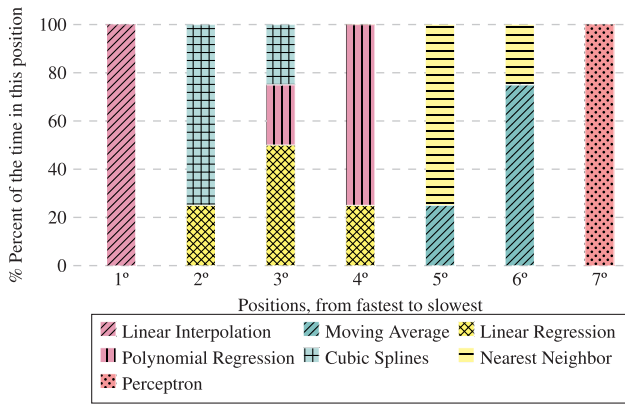 % Percent of the time in this position
100
80
60
40
20
0
1º 2º 3º 4º 5º 6º 7º
Positions, from fastest to slowest
Linear Interpolation Moving Average Linear Regression
Polynomial Regression Cubic Splines Nearest Neighbor
Perceptron